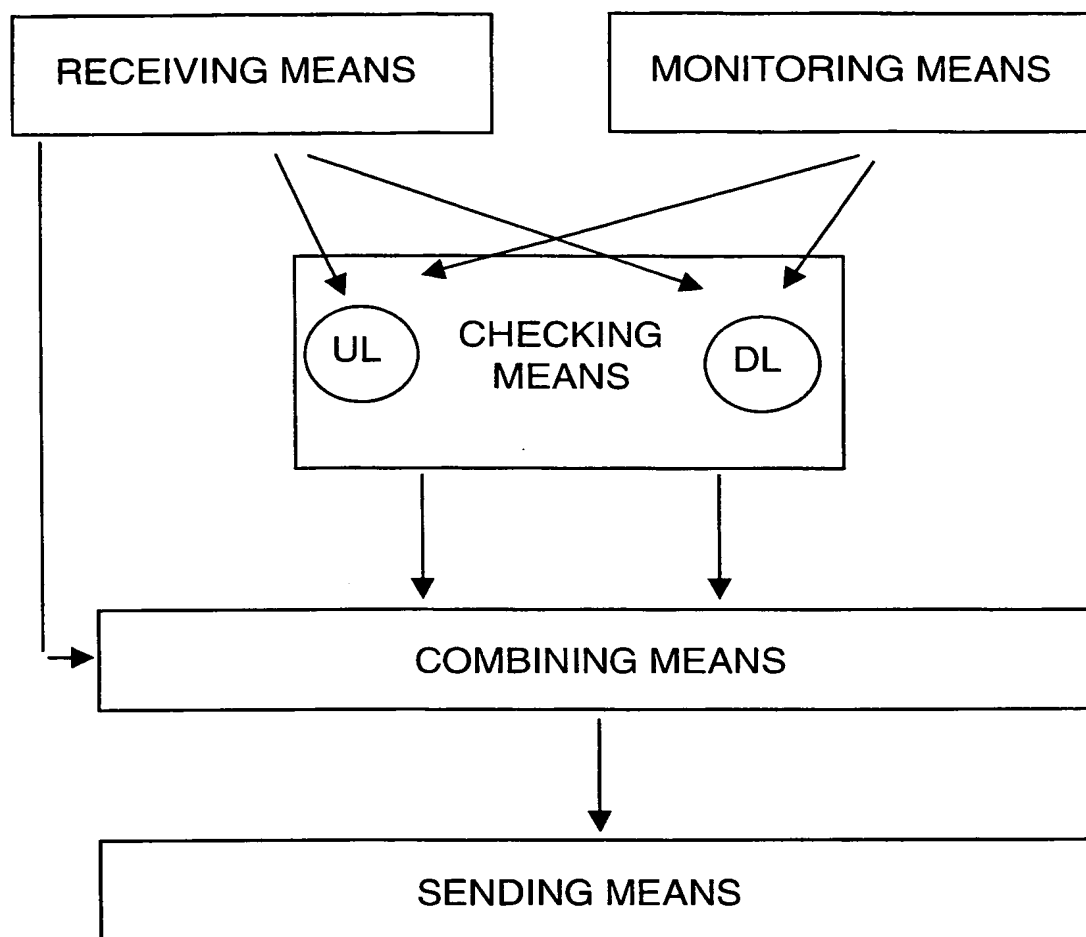 RECEIVING MEANS
MONITORING MEANS
UL
CHECKING
MEANS
DL
COMBINING MEANS
SENDING MEANS